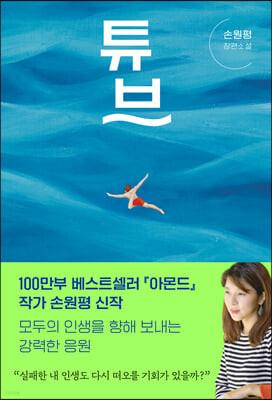 튜브
손원평
장편소설
100만부 베스트셀러 『아몬드』
작가 손원평 신작
모두의 인생을 향해 보내는
강력한 응원
“실패한 내 인생도 다시 떠오를 기회가 있을까?”